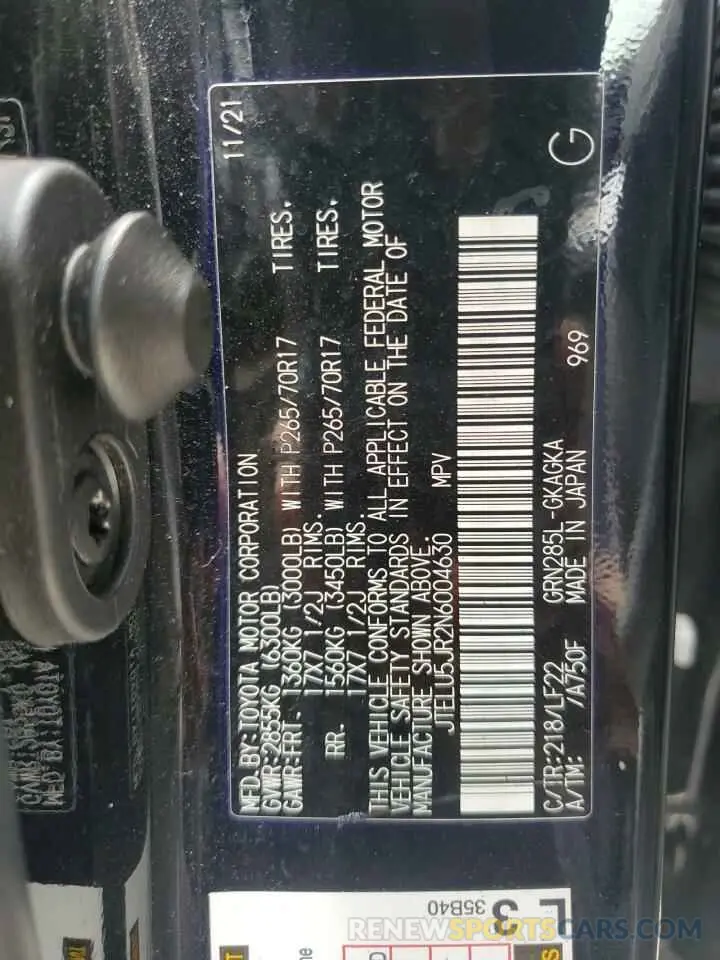 MFD.BY:TOYOTA MOTOR CORPORATION 11/21
GVWR:2855KG (6300LB)
GAWR:FRT. 1360KG (3000LB) WITH P265/70R17 TIRES.
17X7 1/2J RIMS.
RR. 1560KG (3450LB) WITH P265/70R17 TIRES.
17X7 1/2J RIMS.
THIS VEHICLE CONFORMS TO ALL APPLICABLE FEDERAL MOTOR
VEHICLE SAFETY STANDARDS IN EFFECT ON THE DATE OF
MANUFACTURE SHOWN ABOVE.
JTELU5JR2N6004630 MPV
C/TR:218/LF22 GRN285L-GKAGKA G
A/TM: /A750F MADE IN JAPAN 969
35B40
RENEWSPORTSCARS.COM